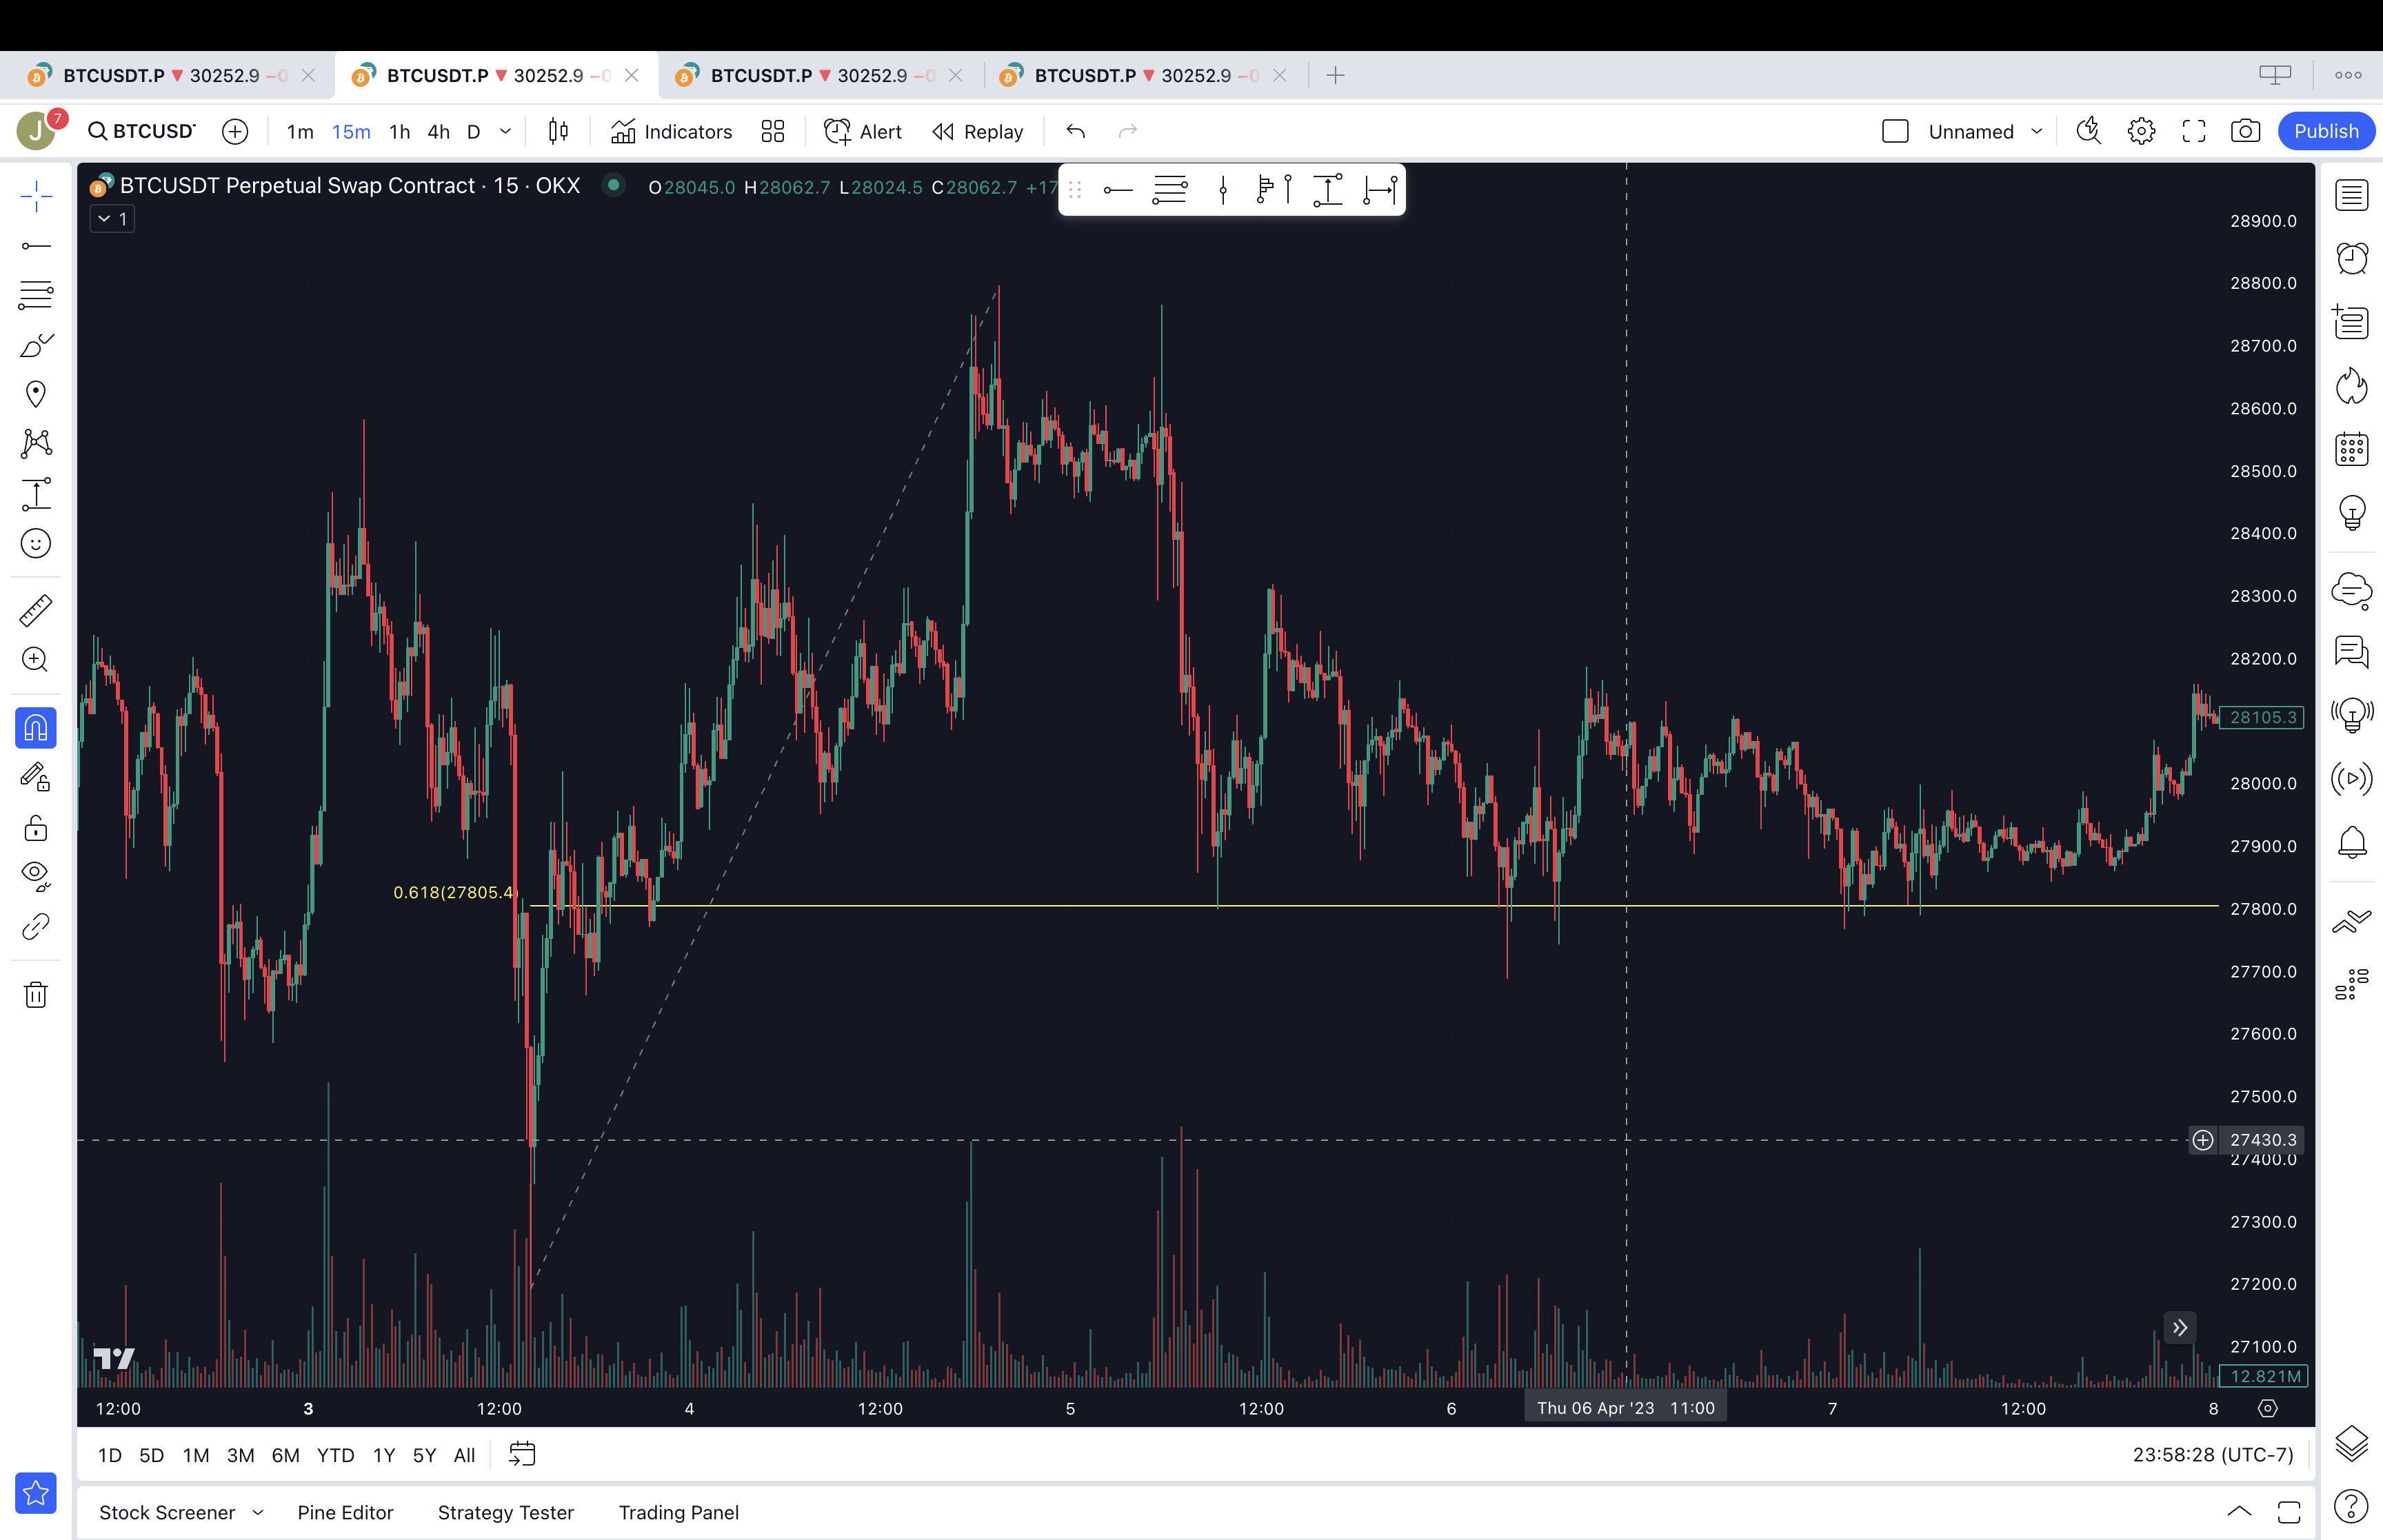 BTCUSDT.P ▼ 30252.9 −0
BTCUSDT.P ▼ 30252.9 −0
BTCUSDT.P ▼ 30252.9 −0
BTCUSDT.P ▼ 30252.9 −0
J 7 BTCUSD 1m 15m 1h 4h D Indicators Alert Replay Unnamed Publish
BTCUSDT Perpetual Swap Contract · 15 · OKX O28045.0 H28062.7 L28024.5 C28062.7 +17
1
28900.0
28800.0
28700.0
28600.0
28500.0
28400.0
28300.0
28200.0
28105.3
28000.0
27900.0
0.618(27805.4
27800.0
27700.0
27600.0
27500.0
27430.3
27400.0
27300.0
27200.0
27100.0
12.821M
12:00 3 12:00 4 12:00 5 12:00 6 Thu 06 Apr '23 11:00 7 12:00 8
1D 5D 1M 3M 6M YTD 1Y 5Y All 23:58:28 (UTC-7)
Stock Screener Pine Editor Strategy Tester Trading Panel